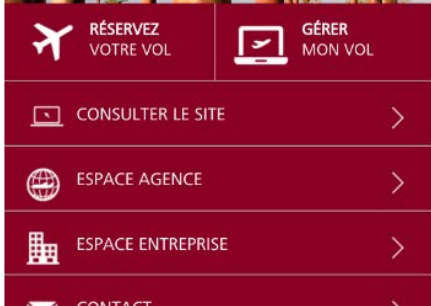 RÉSERVEZ
VOTRE VOL
GÉRER
MON VOL
CONSULTER LE SITE
ESPACE AGENCE
ESPACE ENTREPRISE
CONTACT